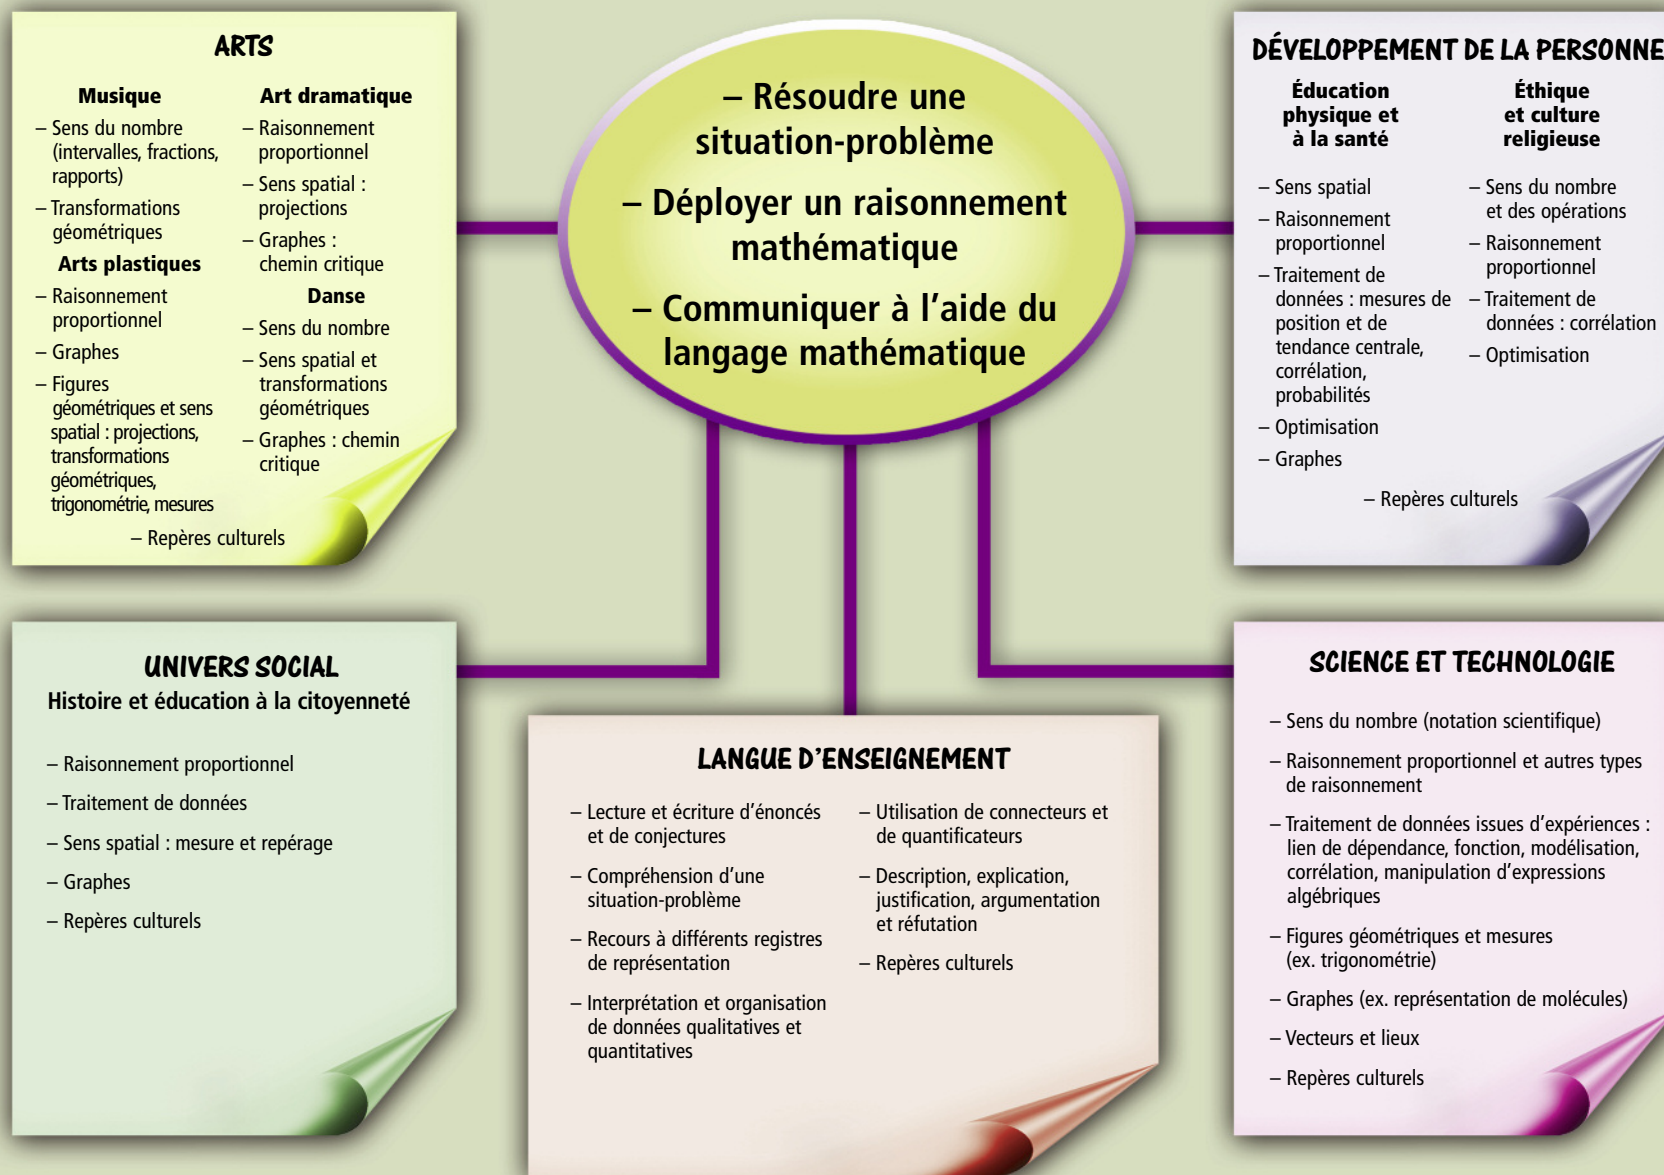 ARTS
Musique
– Sens du nombre
(intervalles, fractions,
rapports)
– Transformations
géométriques
Arts plastiques
– Raisonnement
proportionnel
– Graphes
– Figures
géométriques et sens
spatial : projections,
transformations
géométriques,
trigonométrie, mesures
Art dramatique
– Raisonnement
proportionnel
– Sens spatial :
projections
– Graphes :
chemin critique
Danse
– Sens du nombre
– Sens spatial et
transformations
géométriques
– Graphes : chemin
critique
– Repères culturels
– Résoudre une
situation-problème
– Déployer un raisonnement
mathématique
– Communiquer à l'aide du
langage mathématique
DÉVELOPPEMENT DE LA PERSONNE
Éducation
physique et
à la santé
– Sens spatial
– Raisonnement
proportionnel
– Traitement de
données : mesures de
position et de
tendance centrale,
corrélation,
probabilités
– Optimisation
– Graphes
Éthique
et culture
religieuse
– Sens du nombre
et des opérations
– Raisonnement
proportionnel
– Traitement de
données : corrélation
– Optimisation
– Repères culturels
UNIVERS SOCIAL
Histoire et éducation à la citoyenneté
– Raisonnement proportionnel
– Traitement de données
– Sens spatial : mesure et repérage
– Graphes
– Repères culturels
LANGUE D'ENSEIGNEMENT
– Lecture et écriture d'énoncés
et de conjectures
– Compréhension d'une
situation-problème
– Recours à différents registres
de représentation
– Interprétation et organisation
de données qualitatives et
quantitatives
– Utilisation de connecteurs et
de quantificateurs
– Description, explication,
justification, argumentation
et réfutation
– Repères culturels
SCIENCE ET TECHNOLOGIE
– Sens du nombre (notation scientifique)
– Raisonnement proportionnel et autres types
de raisonnement
– Traitement de données issues d'expériences :
lien de dépendance, fonction, modélisation,
corrélation, manipulation d'expressions
algébriques
– Figures géométriques et mesures
(ex. trigonométrie)
– Graphes (ex. représentation de molécules)
– Vecteurs et lieux
– Repères culturels